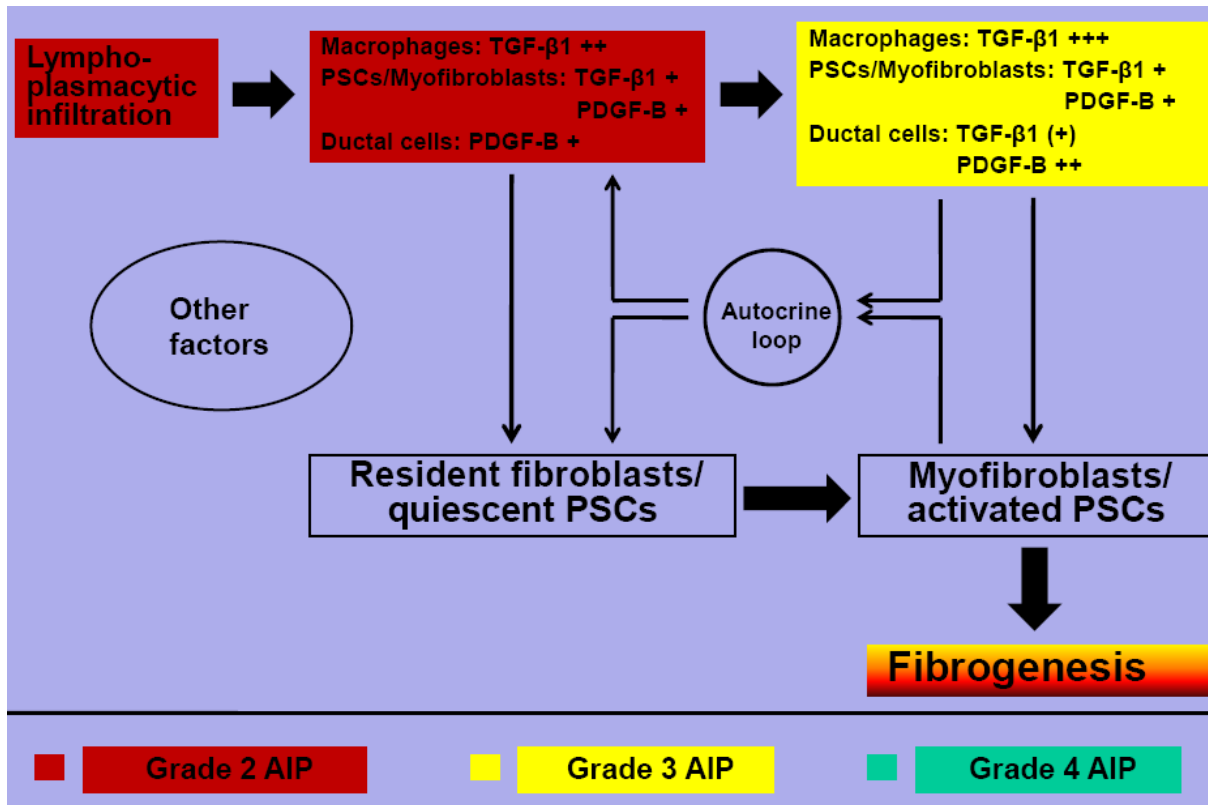 Lympho-
plasmacytic
infiltration
Macrophages: TGF-β1 ++
PSCs/Myofibroblasts: TGF-β1 +
PDGF-B +
Ductal cells: PDGF-B +
Macrophages: TGF-β1 +++
PSCs/Myofibroblasts: TGF-β1 +
PDGF-B +
Ductal cells: TGF-β1 (+)
PDGF-B ++
Other
factors
Autocrine
loop
Resident fibroblasts/
quiescent PSCs
Myofibroblasts/
activated PSCs
Fibrogenesis
Grade 2 AIP
Grade 3 AIP
Grade 4 AIP